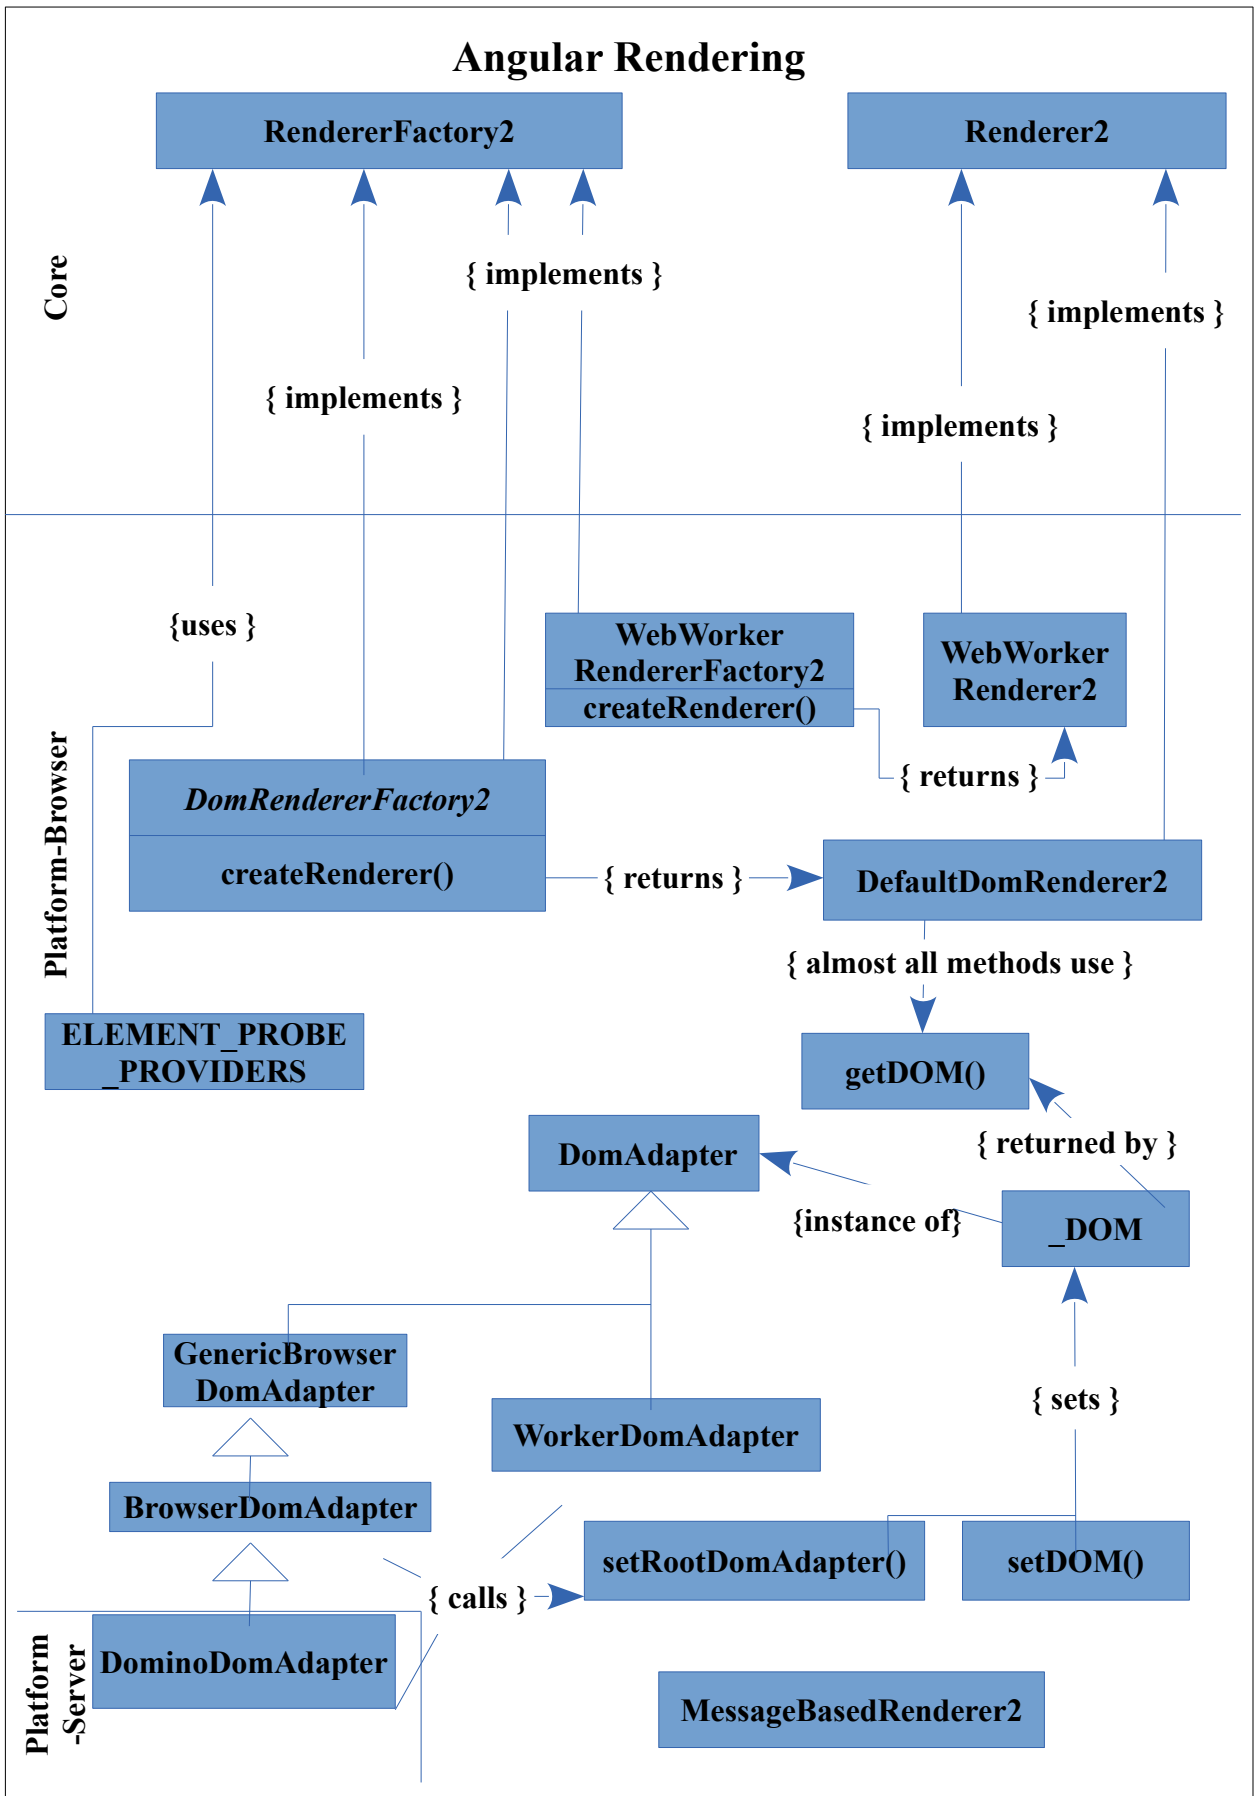 Angular Rendering
RendererFactory2
Renderer2
Core
{ implements }
{ implements }
{ implements }
{ implements }
Platform-Browser
{uses }
WebWorker
RendererFactory2
createRenderer()
WebWorker
Renderer2
{ returns }
DomRendererFactory2
createRenderer()
{ returns }
DefaultDomRenderer2
{ almost all methods use }
ELEMENT_PROBE
_PROVIDERS
getDOM()
DomAdapter
{ returned by }
{instance of}
_DOM
GenericBrowser
DomAdapter
{ sets }
WorkerDomAdapter
BrowserDomAdapter
setRootDomAdapter()
setDOM()
{ calls }
Platform
-Server
DominoDomAdapter
MessageBasedRenderer2